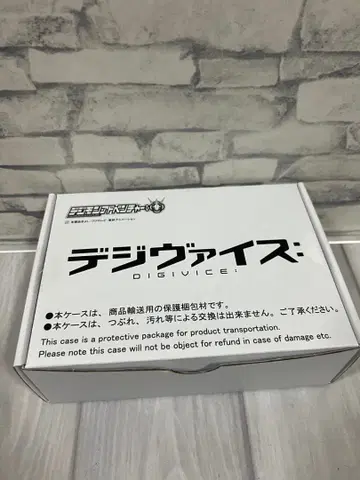 デジモンアドベンチャー:
デジヴァイス:
DIGIVICE:
●本ケースは、商品輸送用の保護梱包材です。
●本ケースは、つぶれ、汚れ等による交換は出来ません。ご了承ください。
This case is a protective package for product transportation.
Please note this case will not be object for refund in case of damage etc.